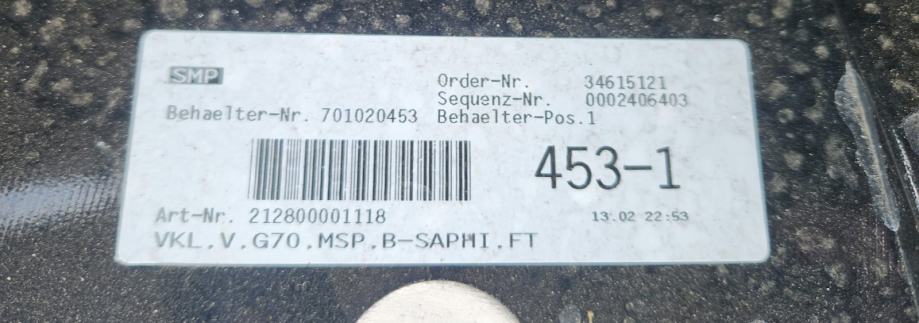 SMP
Order-Nr. 34615121
Sequenz-Nr. 0002406403
Behaelter-Nr. 701020453 Behaelter-Pos.1
453-1
Art-Nr. 212800001118
13.02 22:53
VKL.V.G70.MSP.B-SAPHI.FT